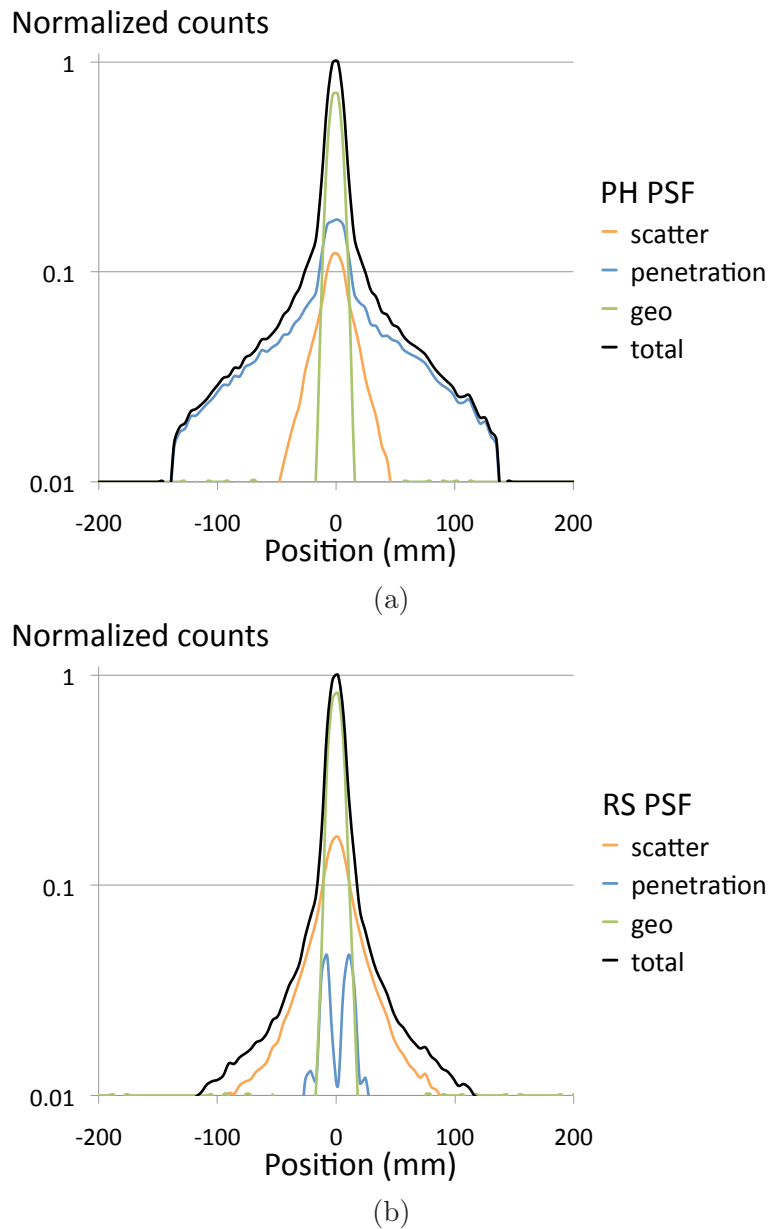 Normalized counts
1
0.1
0.01
-200 -100 0 100 200
Position (mm)
PH PSF
scatter
penetration
geo
total
(a)
Normalized counts
1
0.1
0.01
-200 -100 0 100 200
Position (mm)
RS PSF
scatter
penetration
geo
total
(b)